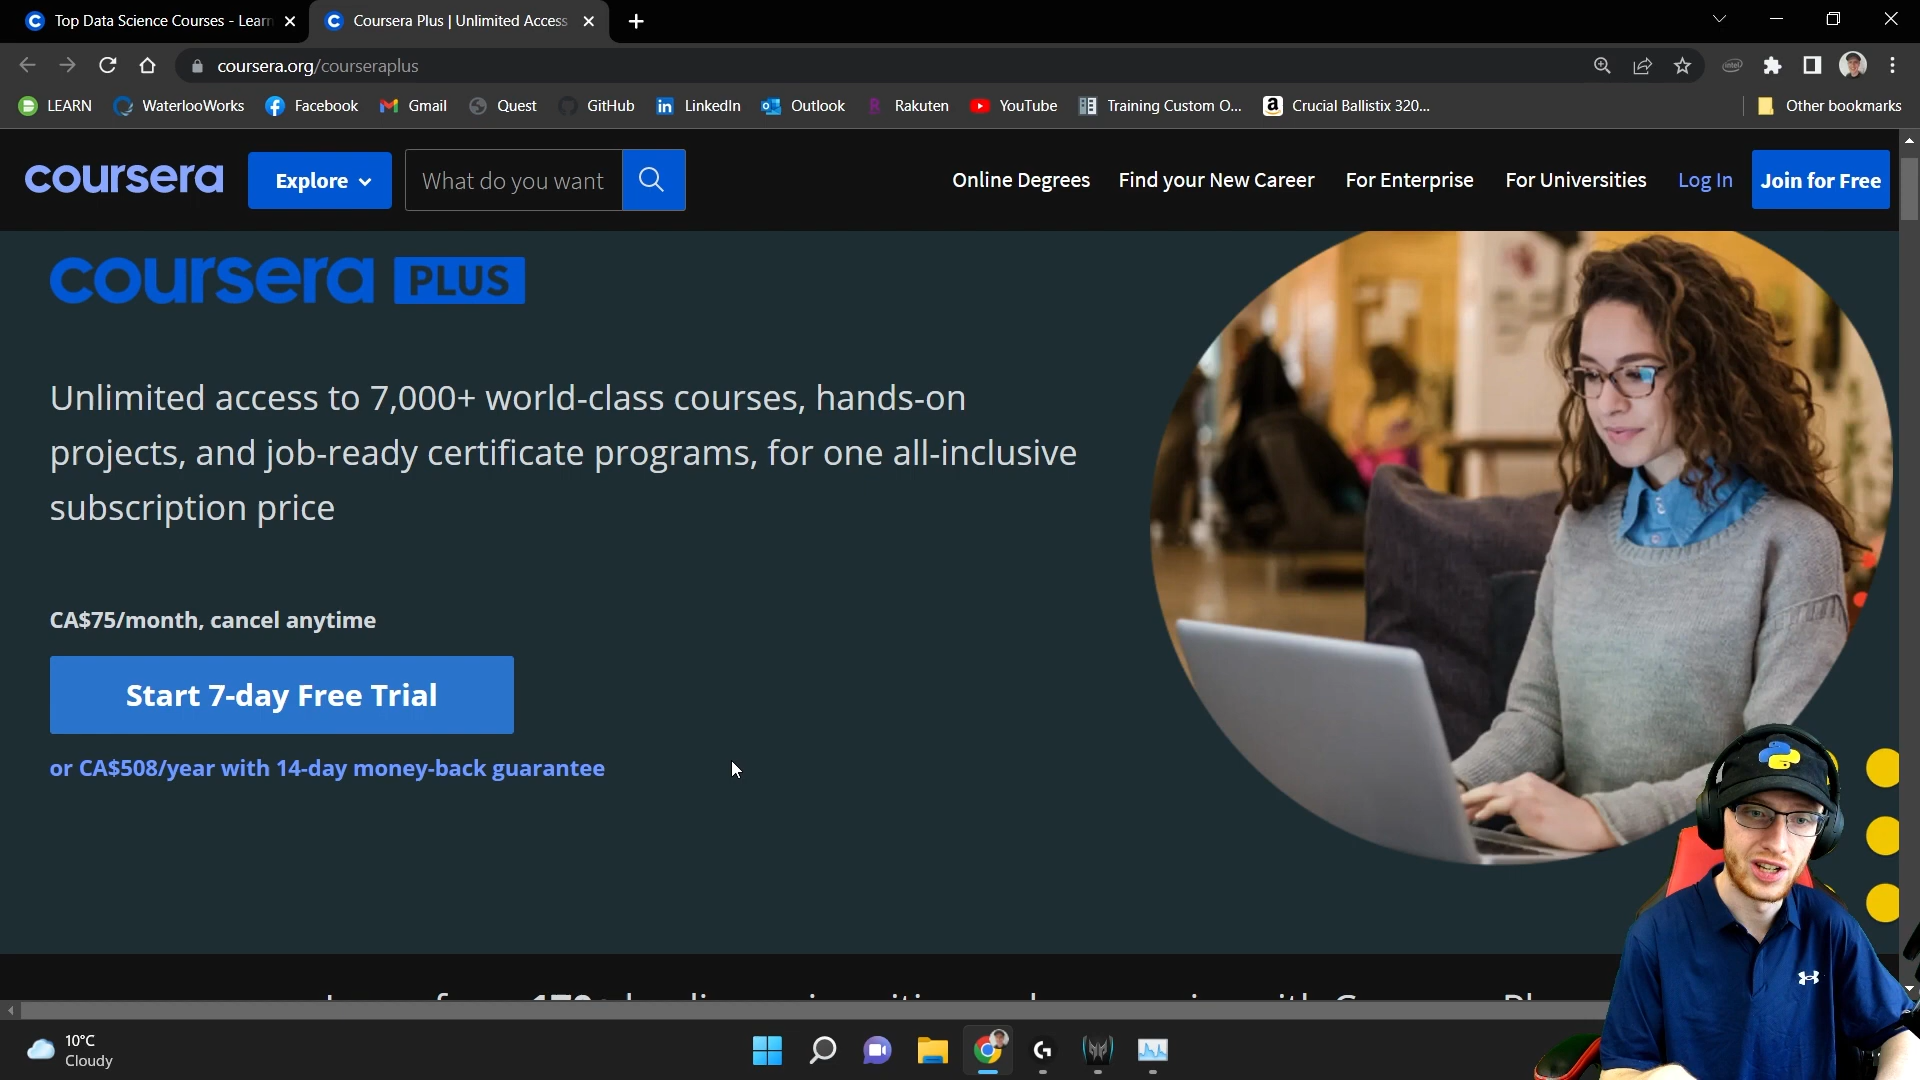 Top Data Science Courses - Learn
Coursera Plus | Unlimited Access
coursera.org/courseraplus
LEARN
WaterlooWorks
Facebook
Gmail
Quest
GitHub
LinkedIn
Outlook
Rakuten
YouTube
Training Custom O...
Crucial Ballistix 320...
Other bookmarks
coursera
Explore
What do you want
Online Degrees
Find your New Career
For Enterprise
For Universities
Log In
Join for Free
coursera PLUS
Unlimited access to 7,000+ world-class courses, hands-on
projects, and job-ready certificate programs, for one all-inclusive
subscription price
CA$75/month, cancel anytime
Start 7-day Free Trial
or CA$508/year with 14-day money-back guarantee
10°C
Cloudy